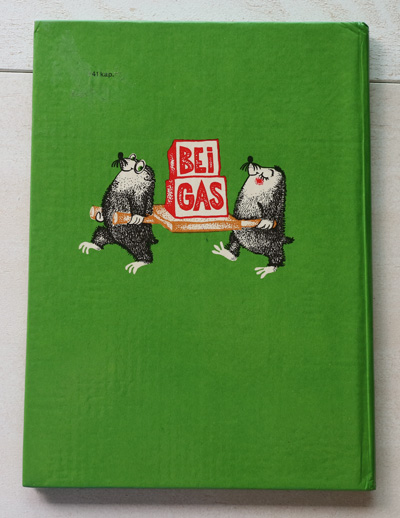 41 kap.
BEi
GAS